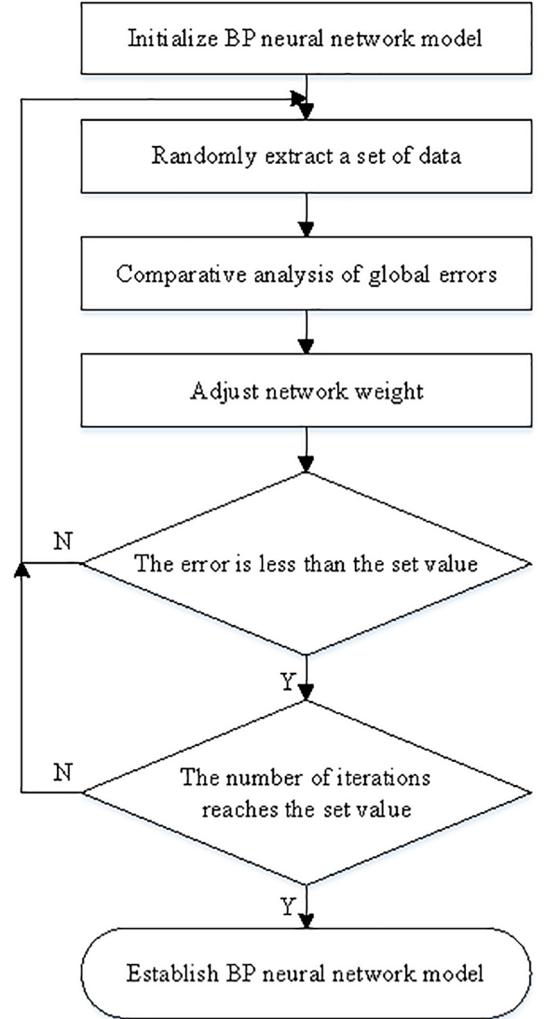 Initialize BP neural network model
Randomly extract a set of data
Comparative analysis of global errors
Adjust network weight
N
The error is less than the set value
Y
N
The number of iterations
reaches the set value
Y
Establish BP neural network model